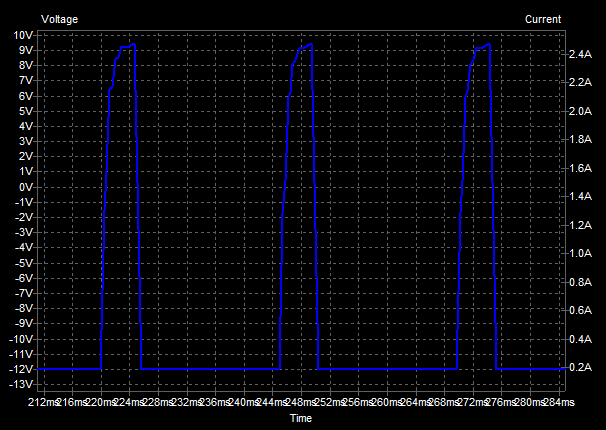 Voltage Current
10V
9V 2.4A
8V
7V 2.2A
6V
5V 2.0A
4V
3V 1.8A
2V
1V 1.6A
0V
-1V 1.4A
-2V
-3V 1.2A
-4V
-5V 1.0A
-6V
-7V 0.8A
-8V
-9V 0.6A
-10V 0.4A
-11V
-12V 0.2A
-13V
212ms 216ms 220ms 224ms 228ms 232ms 236ms 240ms 244ms 248ms 252ms 256ms 260ms 264ms 268ms 272ms 276ms 280ms 284ms
Time